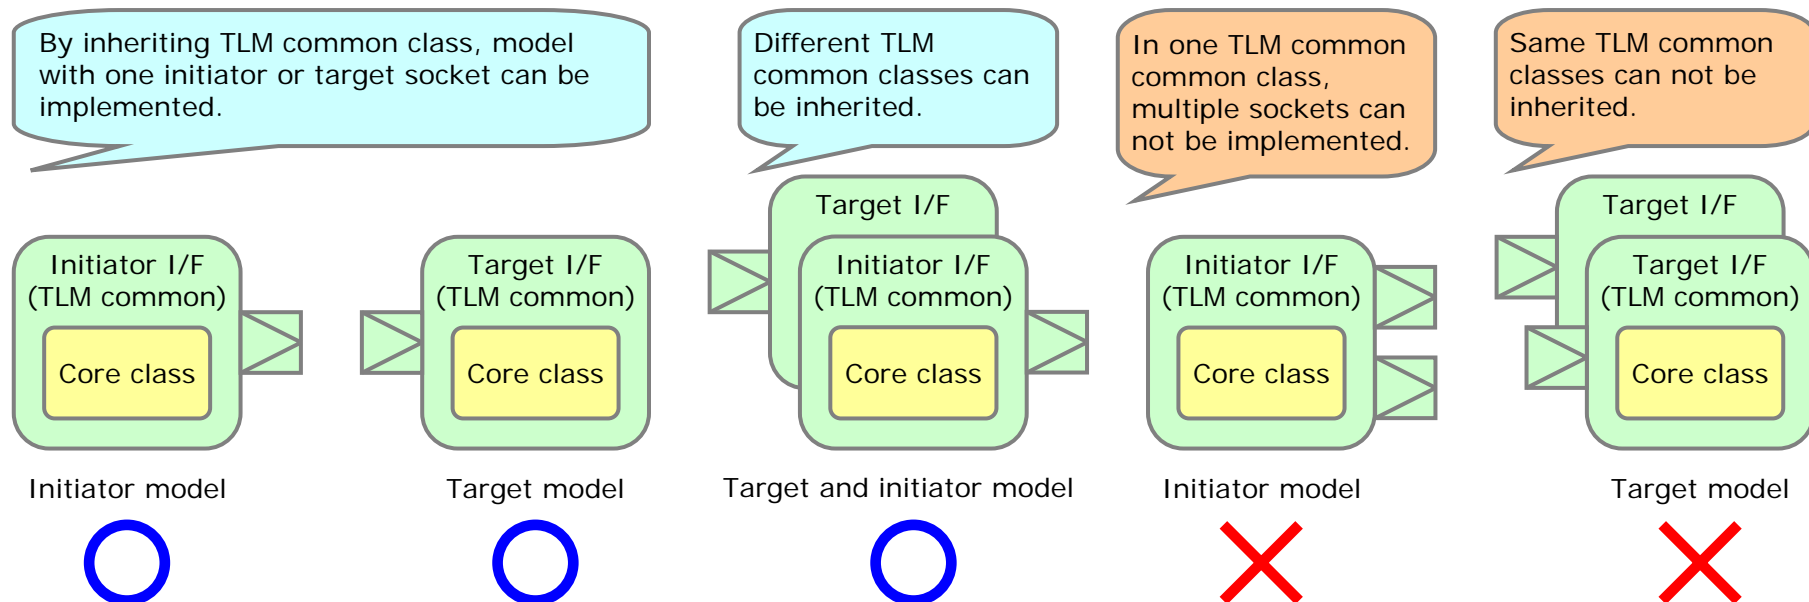 By inheriting TLM common class, model
with one initiator or target socket can be
implemented.
Different TLM
common classes can
be inherited.
In one TLM common
common class,
multiple sockets can
not be implemented.
Same TLM common
classes can not be
inherited.
Initiator I/F
(TLM common)
Core class
Initiator model
Target I/F
(TLM common)
Core class
Target model
Target I/F
Initiator I/F
(TLM common)
Core class
Target and initiator model
Initiator I/F
(TLM common)
Core class
Initiator model
Target I/F
Target I/F
(TLM common)
Core class
Target model